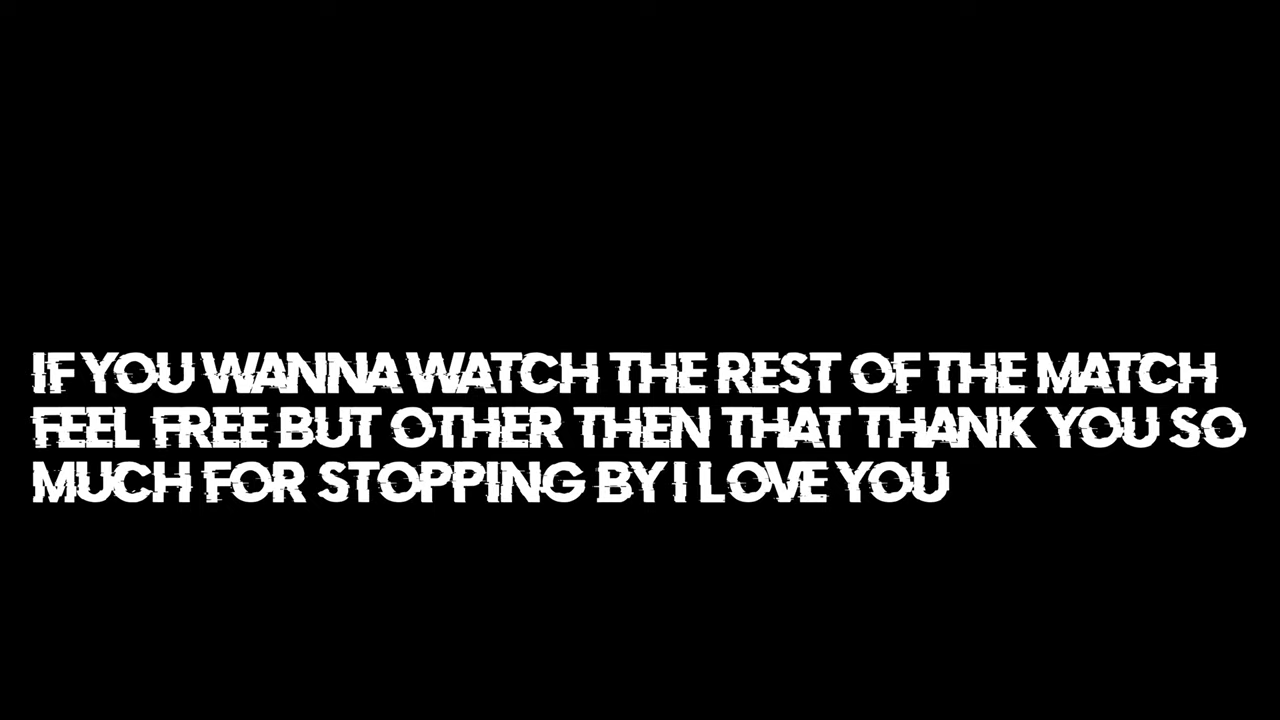 IF YOU WANNA WATCH THE REST OF THE MATCH
FEEL FREE BUT OTHER THEN THAT THANK YOU SO
MUCH FOR STOPPING BY I LOVE YOU